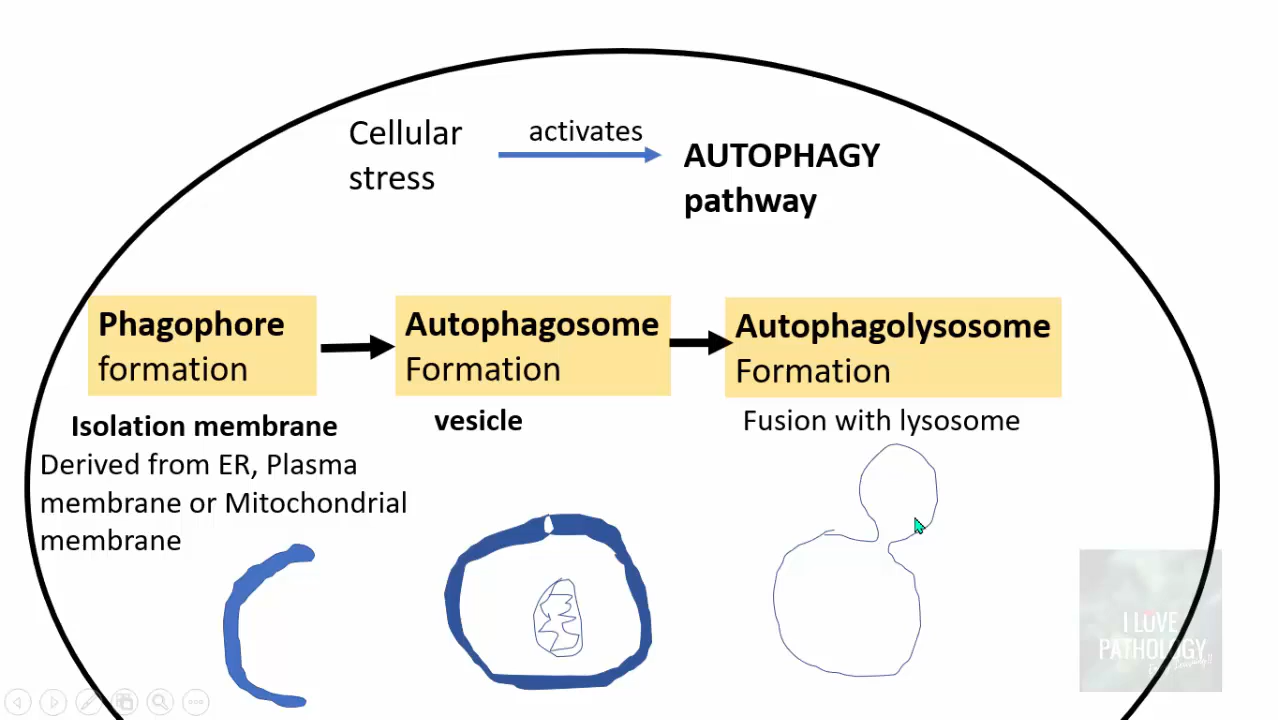 Cellular
stress
activates
AUTOPHAGY
pathway
Phagophore
formation
Autophagosome
Formation
Autophagolysosome
Formation
Isolation membrane
Derived from ER, Plasma
membrane or Mitochondrial
membrane
vesicle
Fusion with lysosome
I LOVE
PATHOLOGY